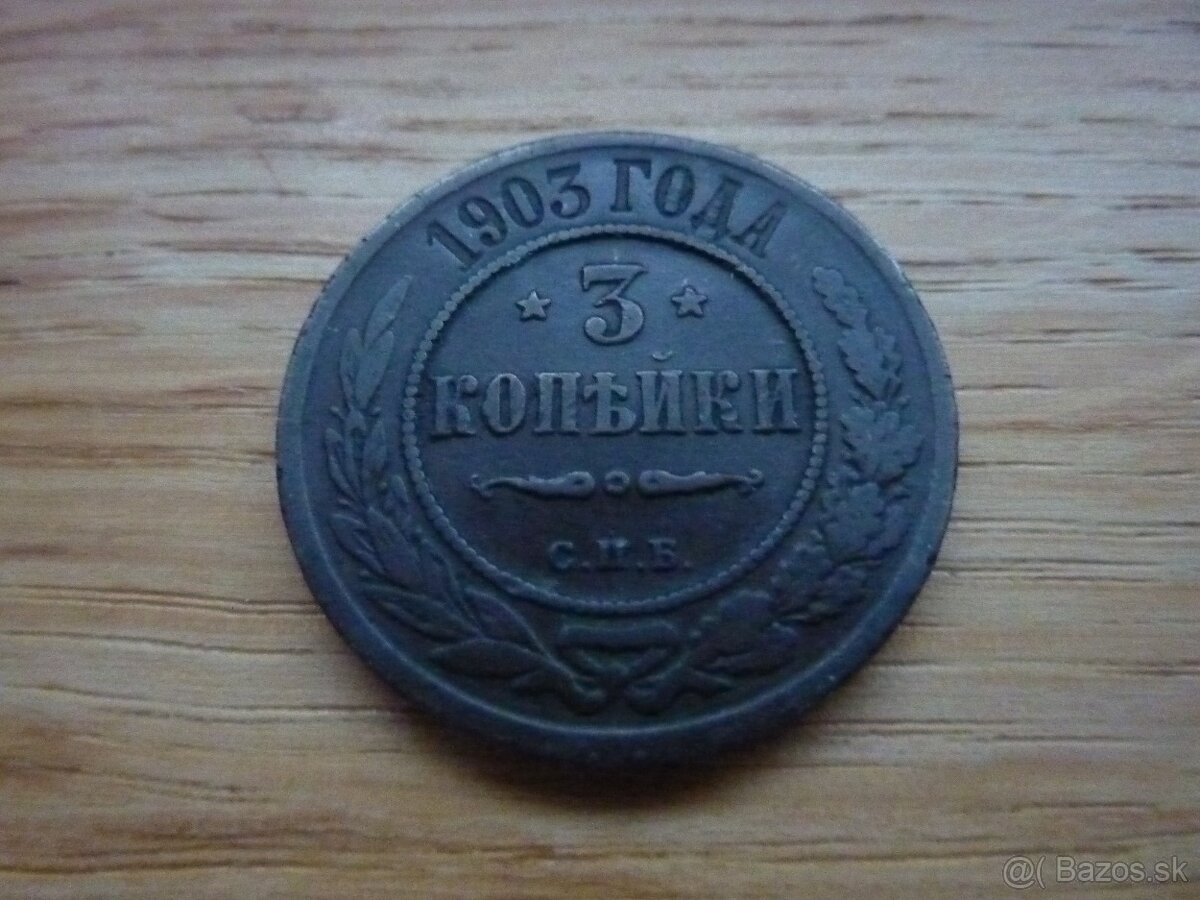 1903 ГОДА
3
КОПѢЙКИ
С.П.Б.
@( Bazos.sk